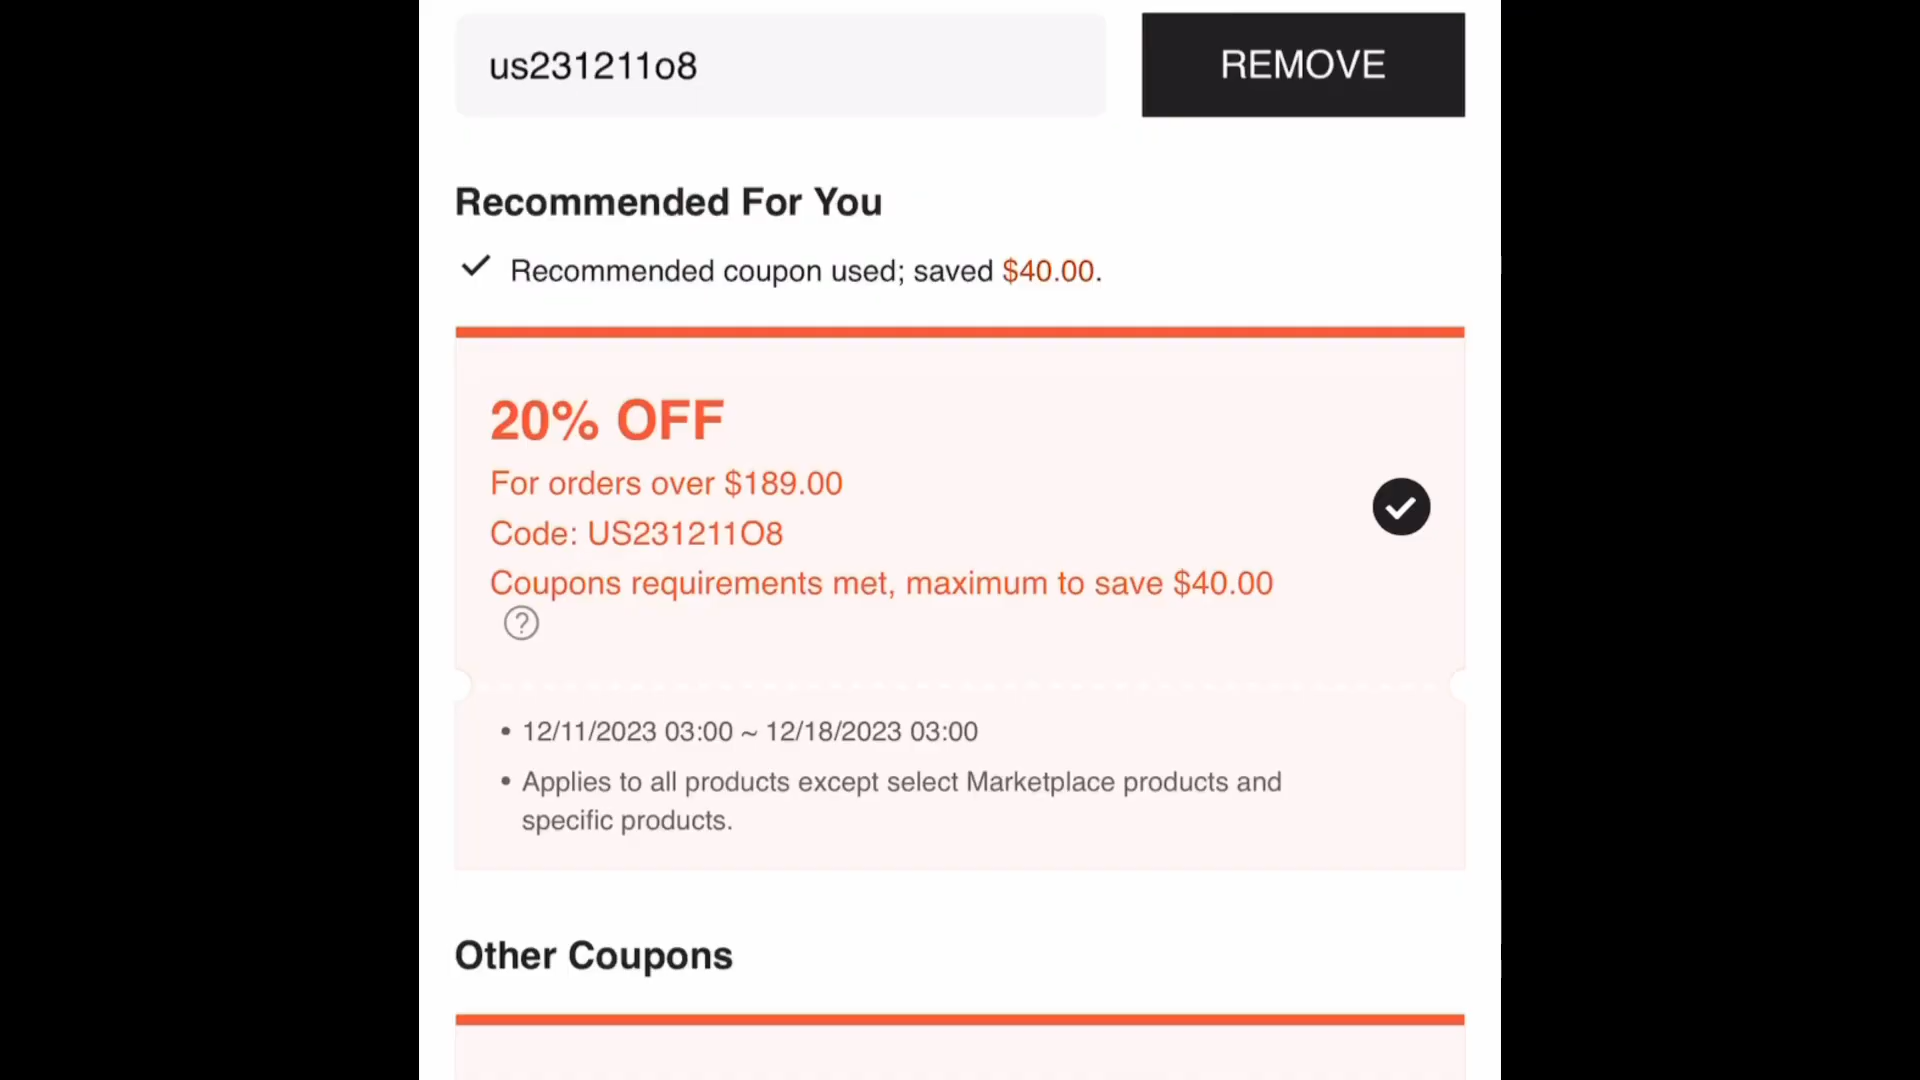 us231211o8
REMOVE
Recommended For You
Recommended coupon used; saved $40.00.
20% OFF
For orders over $189.00
Code: US231211O8
Coupons requirements met, maximum to save $40.00
?
• 12/11/2023 03:00 ~ 12/18/2023 03:00
• Applies to all products except select Marketplace products and
specific products.
Other Coupons